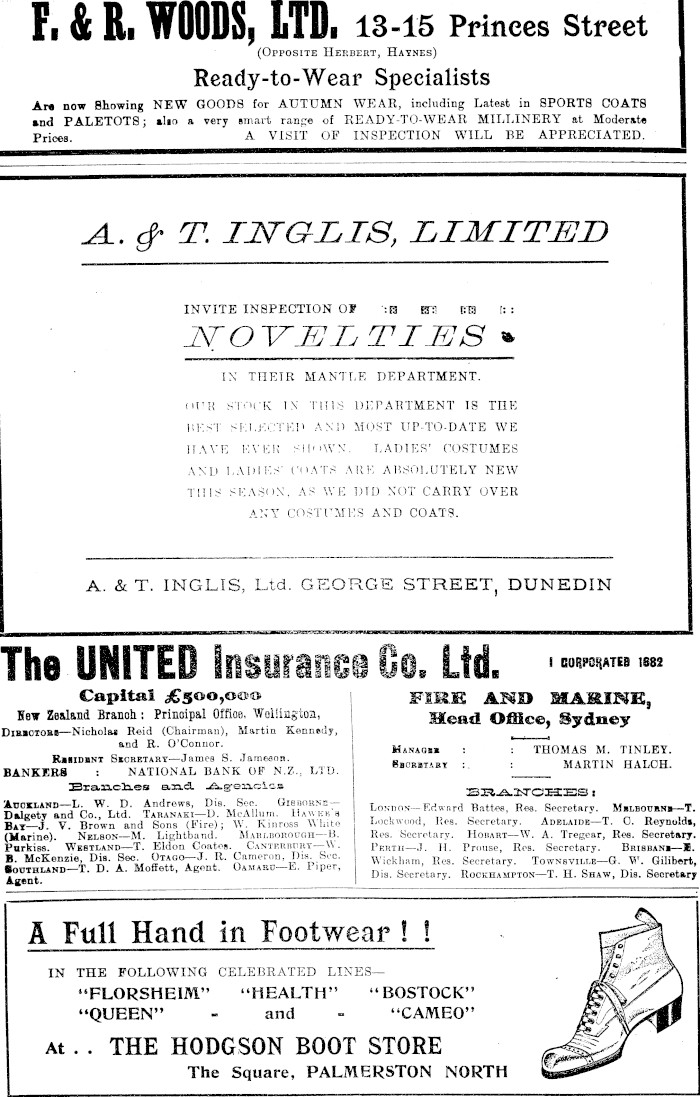 F. & R. WOODS, LTD. 13-15 Princes Street
(OPPOSITE HERBERT, HAYNES)
Ready-to-Wear Specialists
Are now Showing NEW GOODS for AUTUMN WEAR, including Latest in SPORTS COATS
and PALETOTS; also a very smart range of READY-TO-WEAR MILLINERY at Moderate
Prices. A VISIT OF INSPECTION WILL BE APPRECIATED.
A. & T. INGLIS, LIMITED
INVITE INSPECTION OF
NOVELTIES
IN THEIR MANTLE DEPARTMENT.
OUR STOCK IN THIS DEPARTMENT IS THE
BEST SELECTED AND MOST UP-TO-DATE WE
HAVE EVER SHOWN. LADIES' COSTUMES
AND LADIES' COATS ARE ABSOLUTELY NEW
THIS SEASON, AS WE DID NOT CARRY OVER
ANY COSTUMES AND COATS.
A. & T. INGLIS, Ltd. GEORGE STREET, DUNEDIN
The UNITED Insurance Co. Ltd. I CORPORATED 1882
Capital £500,000
New Zealand Branch: Principal Office, Wellington,
DIRECTORS—Nicholas Reid (Chairman), Martin Kennedy,
and R. O'Connor.
RESIDENT SECRETARY—James S. Jameson.
BANKERS : NATIONAL BANK OF N.Z., LTD.
Branches and Agencies
AUCKLAND—L. W. D. Andrews, Dis. Sec. GISBORNE—
Dalgety and Co., Ltd. TARANAKI—D. McAllum. HAWKE'S
BAY—J. V. Brown and Sons (Fire); W. Kinross White
(Marine). NELSON—M. Lightband. MARLBOROUGH—B.
Purkiss. WESTLAND—T. Eldon Coates. CANTERBURY—W.
B. McKenzie, Dis. Sec. OTAGO—J. R. Cameron, Dis. Sec.
SOUTHLAND—T. D. A. Moffett, Agent. OAMARU—E. Piper,
Agent.
FIRE AND MARINE,
Head Office, Sydney
MANAGER : : THOMAS M. TINLEY.
SECRETARY : : MARTIN HALCH.
BRANCHES:
LONDON—Edward Battes, Res. Secretary. MELBOURNE—T.
Lockwood, Res. Secretary. ADELAIDE—T. C. Reynolds,
Res. Secretary. HOBART—W. A. Tregear, Res. Secretary.
PERTH—J. H. Prouse, Res. Secretary. BRISBANE—E.
Wickham, Res. Secretary. TOWNSVILLE—G. W. Gilibert,
Dis. Secretary. ROCKHAMPTON—T. H. SHAW, Dis. Secretary
A Full Hand in Footwear ! !
IN THE FOLLOWING CELEBRATED LINES—
"FLORSHEIM" "HEALTH" "BOSTOCK"
"QUEEN" - and - "CAMEO"
At . . THE HODGSON BOOT STORE
The Square, PALMERSTON NORTH